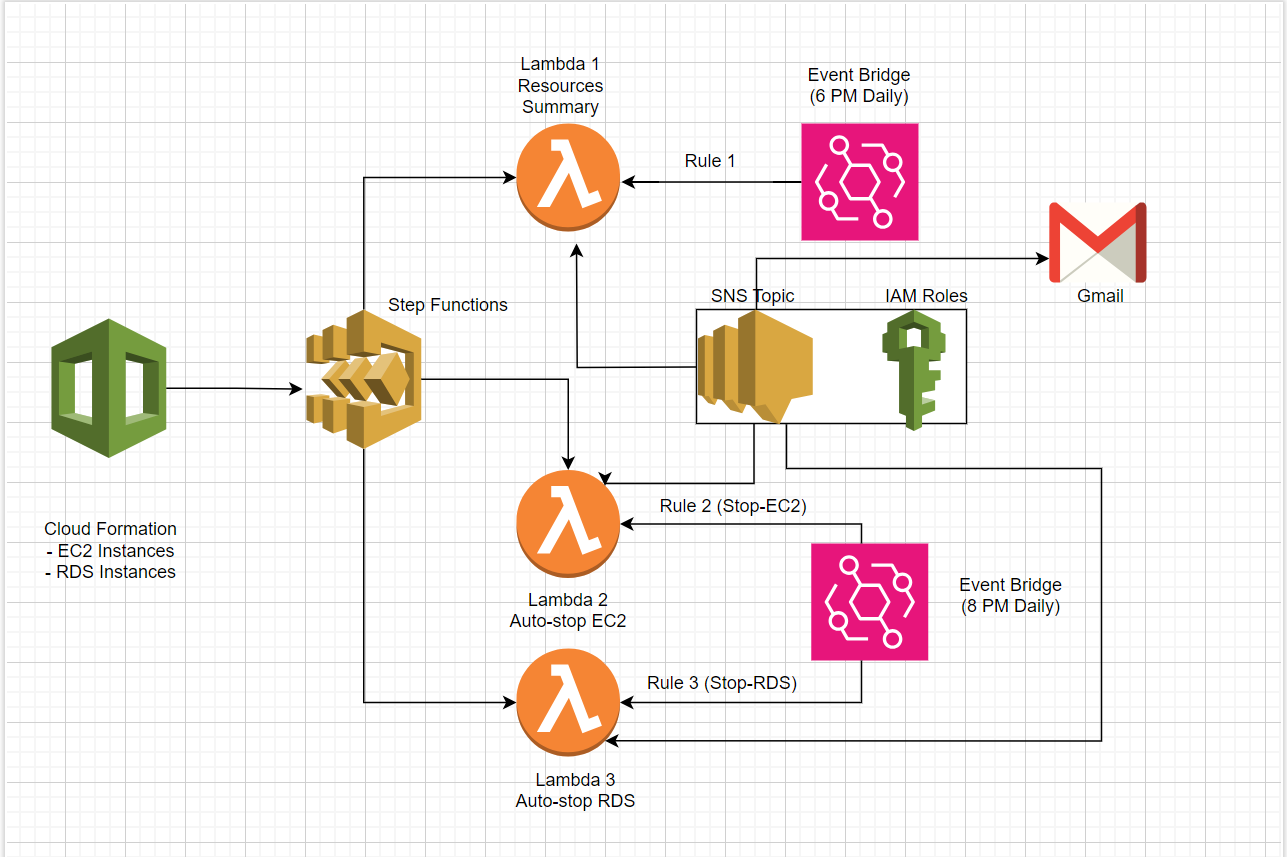 Lambda 1
Resources
Summary
Event Bridge
(6 PM Daily)
Rule 1
Step Functions
SNS Topic
IAM Roles
Gmail
Cloud Formation
- EC2 Instances
- RDS Instances
Rule 2 (Stop-EC2)
Lambda 2
Auto-stop EC2
Event Bridge
(8 PM Daily)
Rule 3 (Stop-RDS)
Lambda 3
Auto-stop RDS